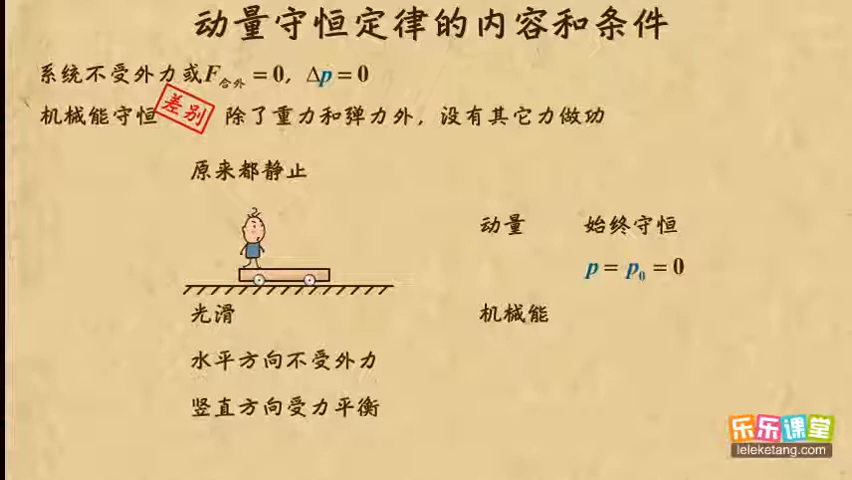 动量守恒定律的内容和条件
系统不受外力或F合外=0，Δp=0
机械能守恒 差别 除了重力和弹力外，没有其它力做功
原来都静止
动量 始终守恒
p=p₀=0
光滑
机械能
水平方向不受外力
竖直方向受力平衡
乐乐课堂
leleketang.com